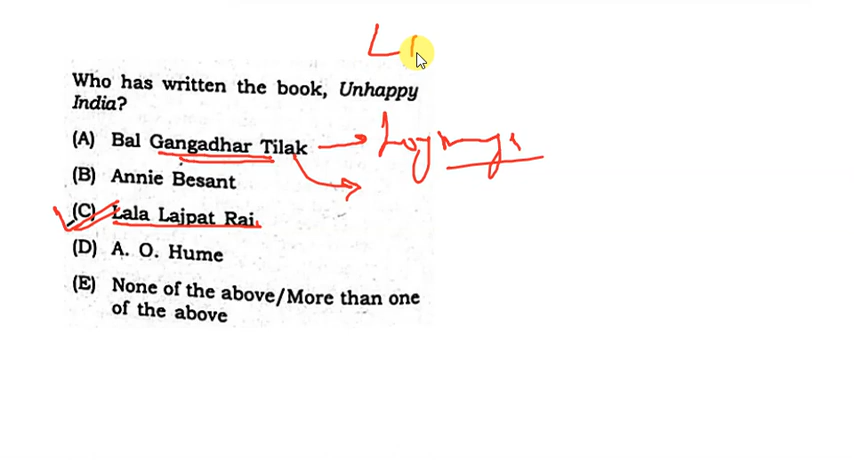 Who has written the book, Unhappy
India?
(A) Bal Gangadhar Tilak
(B) Annie Besant
(C) Lala Lajpat Rai
(D) A. O. Hume
(E) None of the above/More than one
of the above